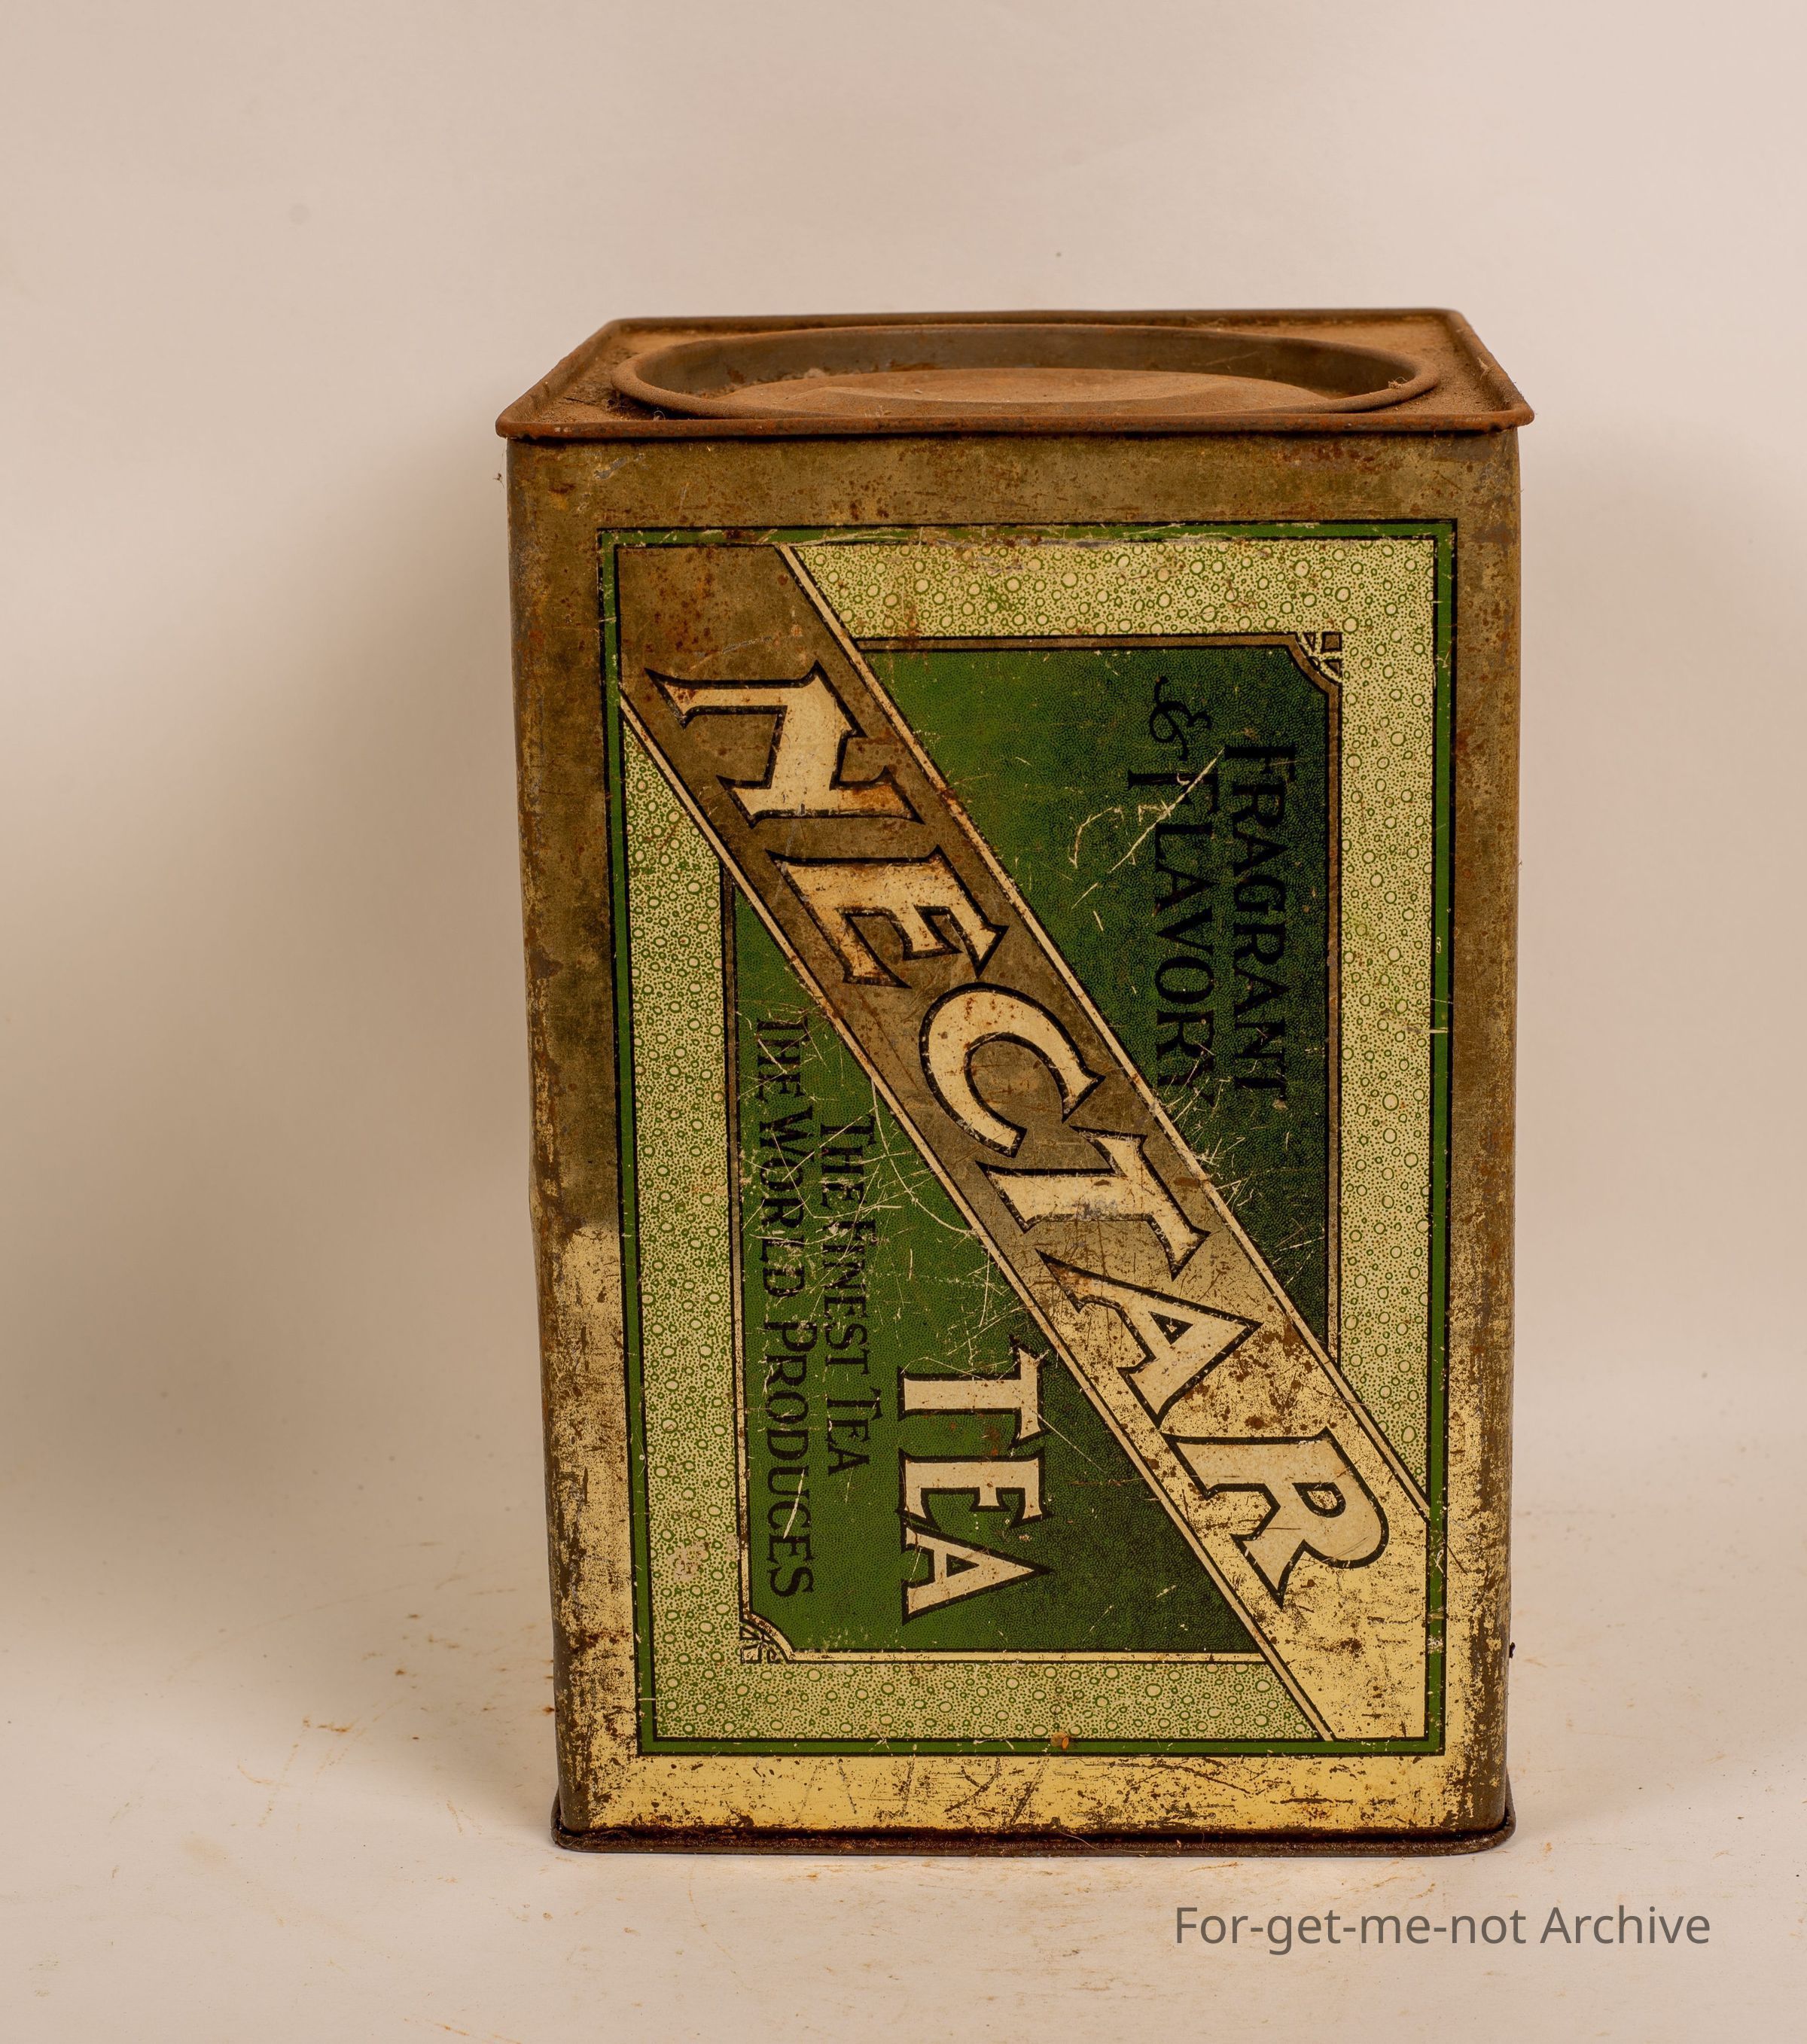 FRAGRANT
& FLAVORY
NECTAR
TEA
THE FINEST TEA
THE WORLD PRODUCES
For-get-me-not Archive